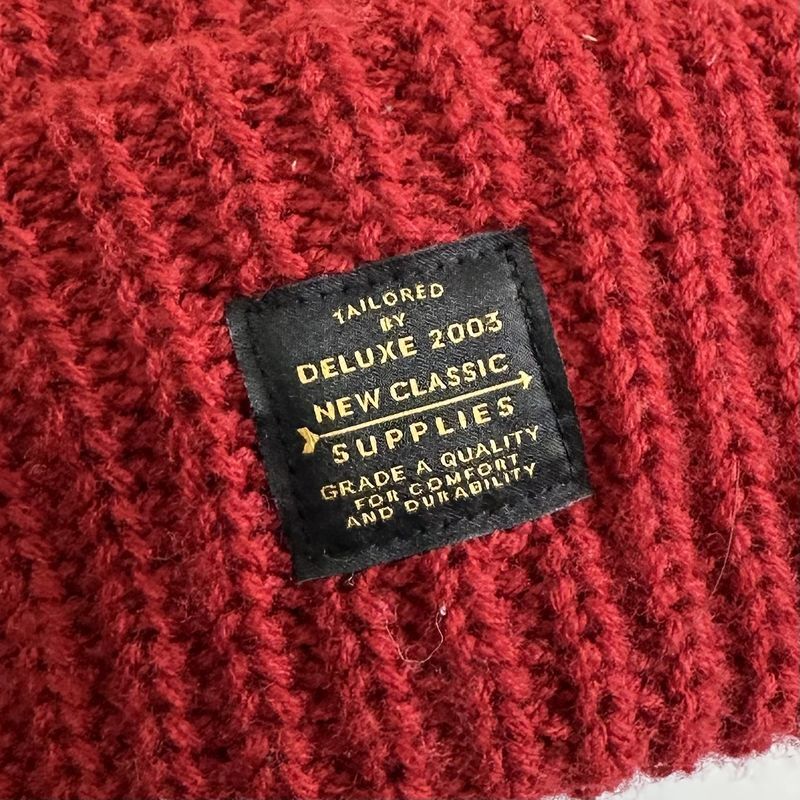 TAILORED
BY
DELUXE 2003
NEW CLASSIC
SUPPLIES
GRADE A QUALITY
FOR COMFORT
AND DURABILITY